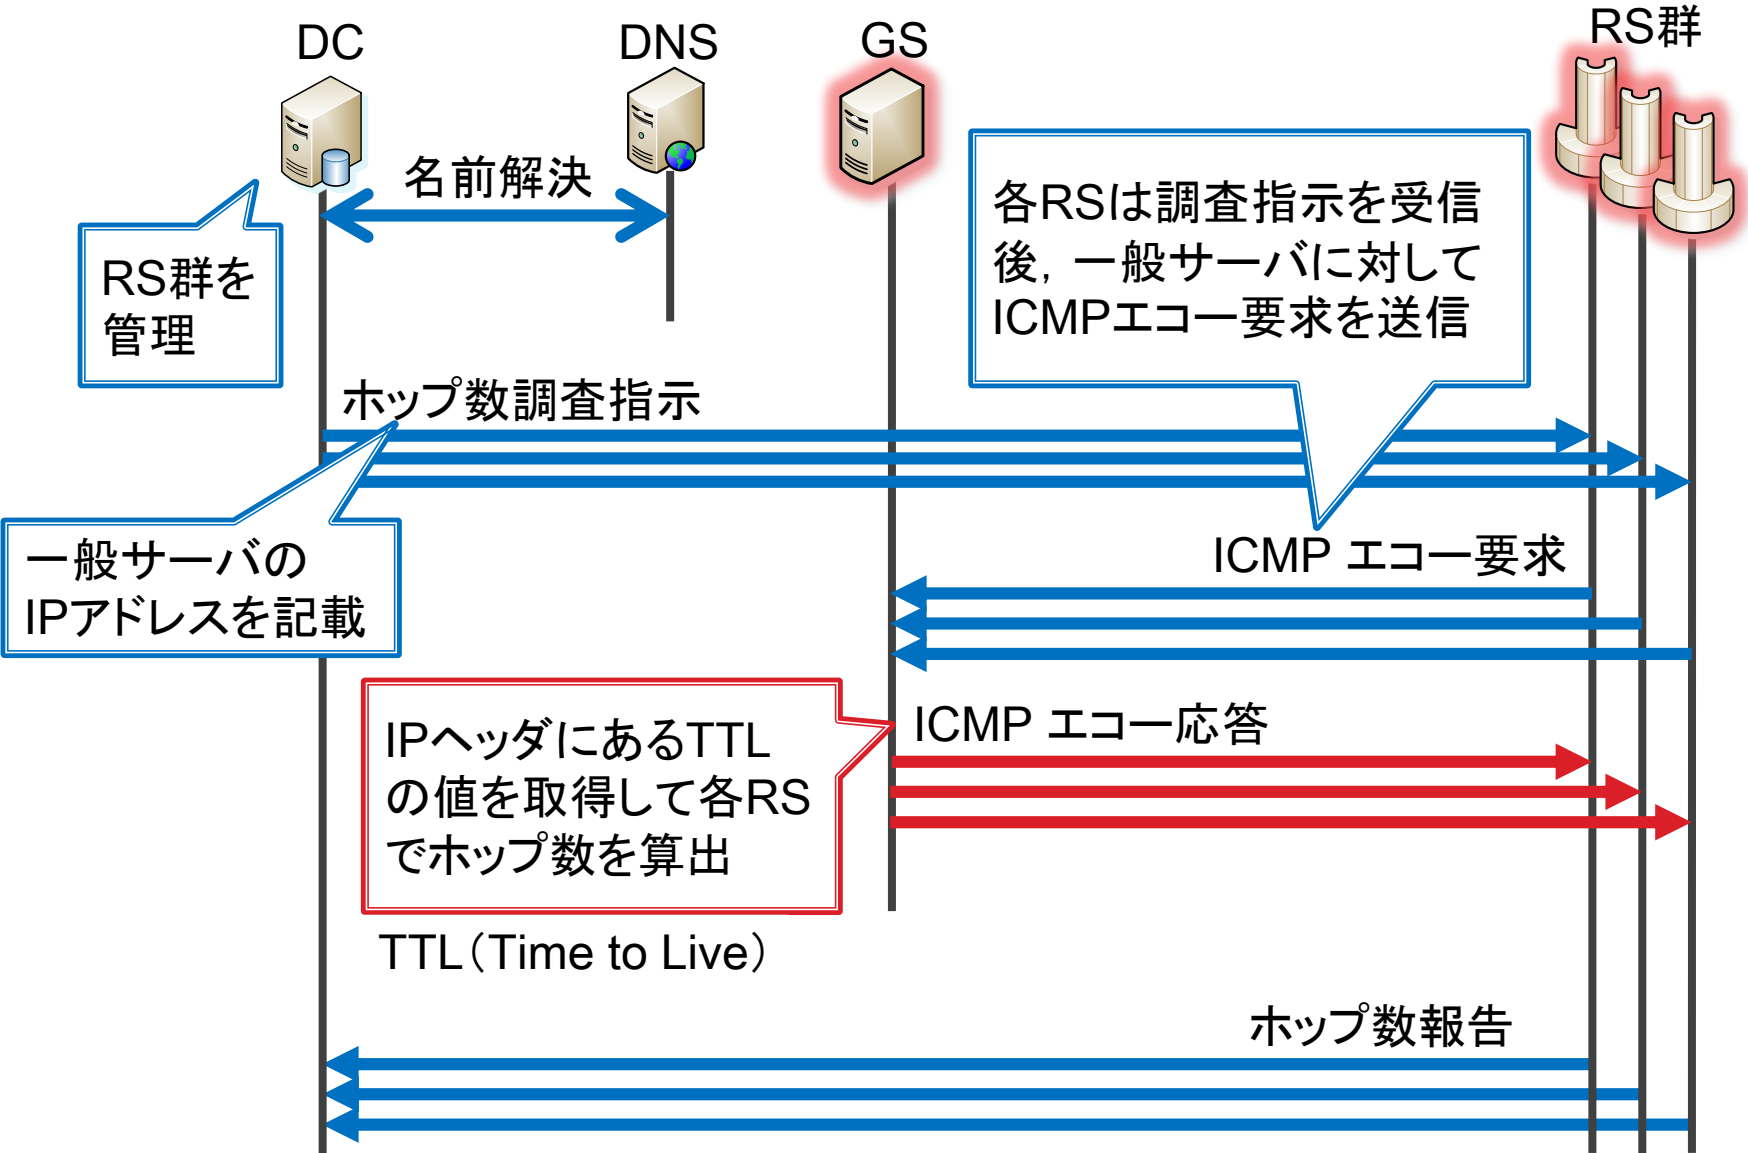 DC
DNS
GS
RS群
名前解決
RS群を
管理
各RSは調査指示を受信
後，一般サーバに対して
ICMPエコー要求を送信
ホップ数調査指示
一般サーバの
IPアドレスを記載
ICMP エコー要求
IPヘッダにあるTTL
の値を取得して各RS
でホップ数を算出
ICMP エコー応答
TTL（Time to Live）
ホップ数報告